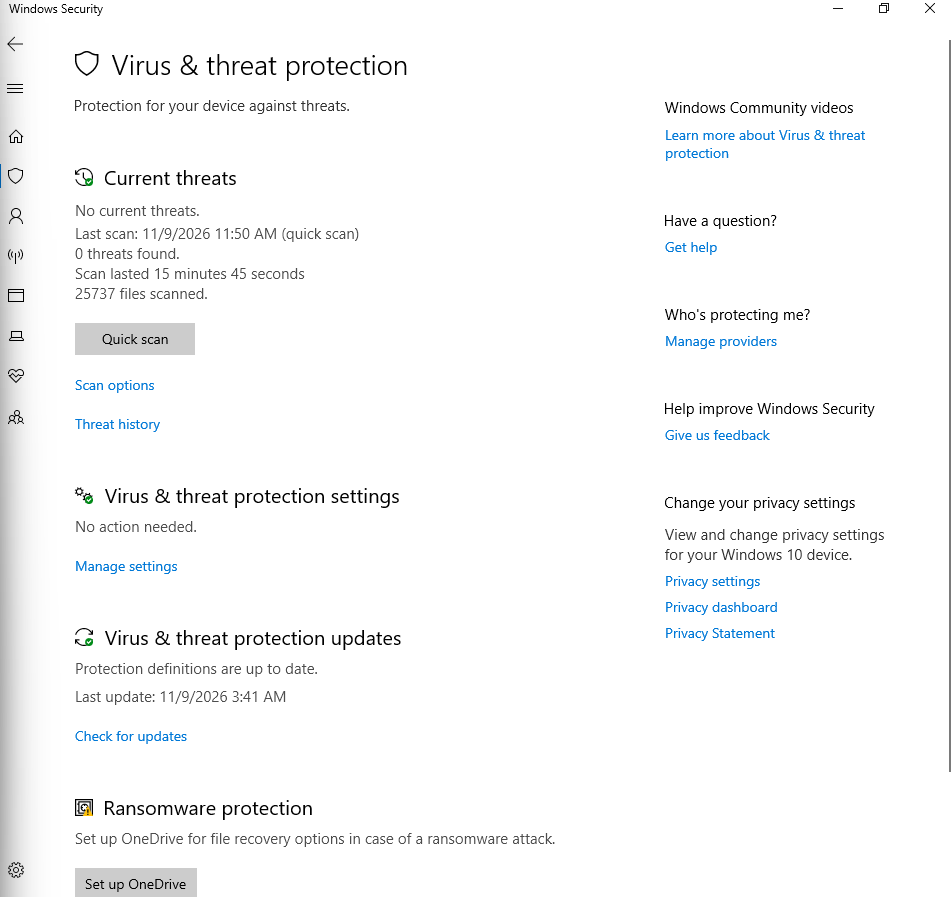 Windows Security
Virus & threat protection
Protection for your device against threats.
Current threats
No current threats.
Last scan: 11/9/2026 11:50 AM (quick scan)
0 threats found.
Scan lasted 15 minutes 45 seconds
25737 files scanned.
Quick scan
Scan options
Threat history
Virus & threat protection settings
No action needed.
Manage settings
Virus & threat protection updates
Protection definitions are up to date.
Last update: 11/9/2026 3:41 AM
Check for updates
Ransomware protection
Set up OneDrive for file recovery options in case of a ransomware attack.
Set up OneDrive
Windows Community videos
Learn more about Virus & threat
protection
Have a question?
Get help
Who's protecting me?
Manage providers
Help improve Windows Security
Give us feedback
Change your privacy settings
View and change privacy settings
for your Windows 10 device.
Privacy settings
Privacy dashboard
Privacy Statement